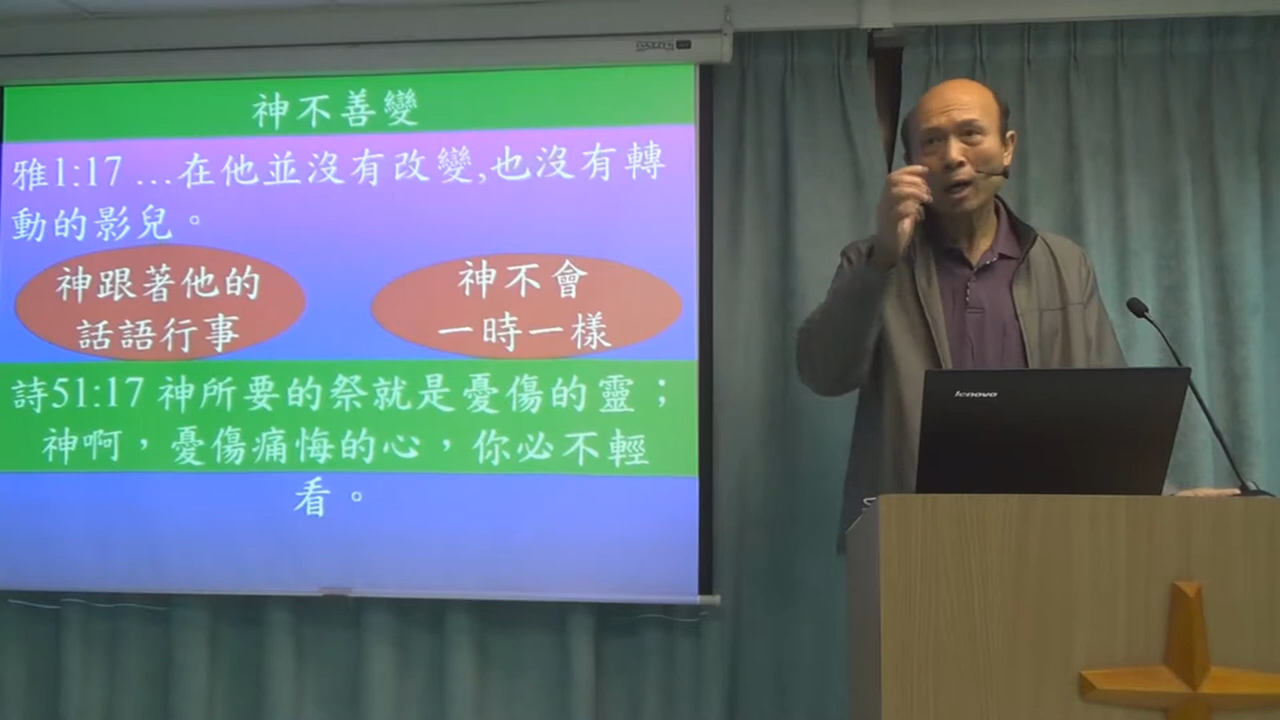 神不善變
雅1:17 …在他並沒有改變,也沒有轉
動的影兒。
神跟著他的
話語行事
神不會
一時一樣
詩51:17 神所要的祭就是憂傷的靈；
神啊，憂傷痛悔的心，你必不輕
看。
lenovo